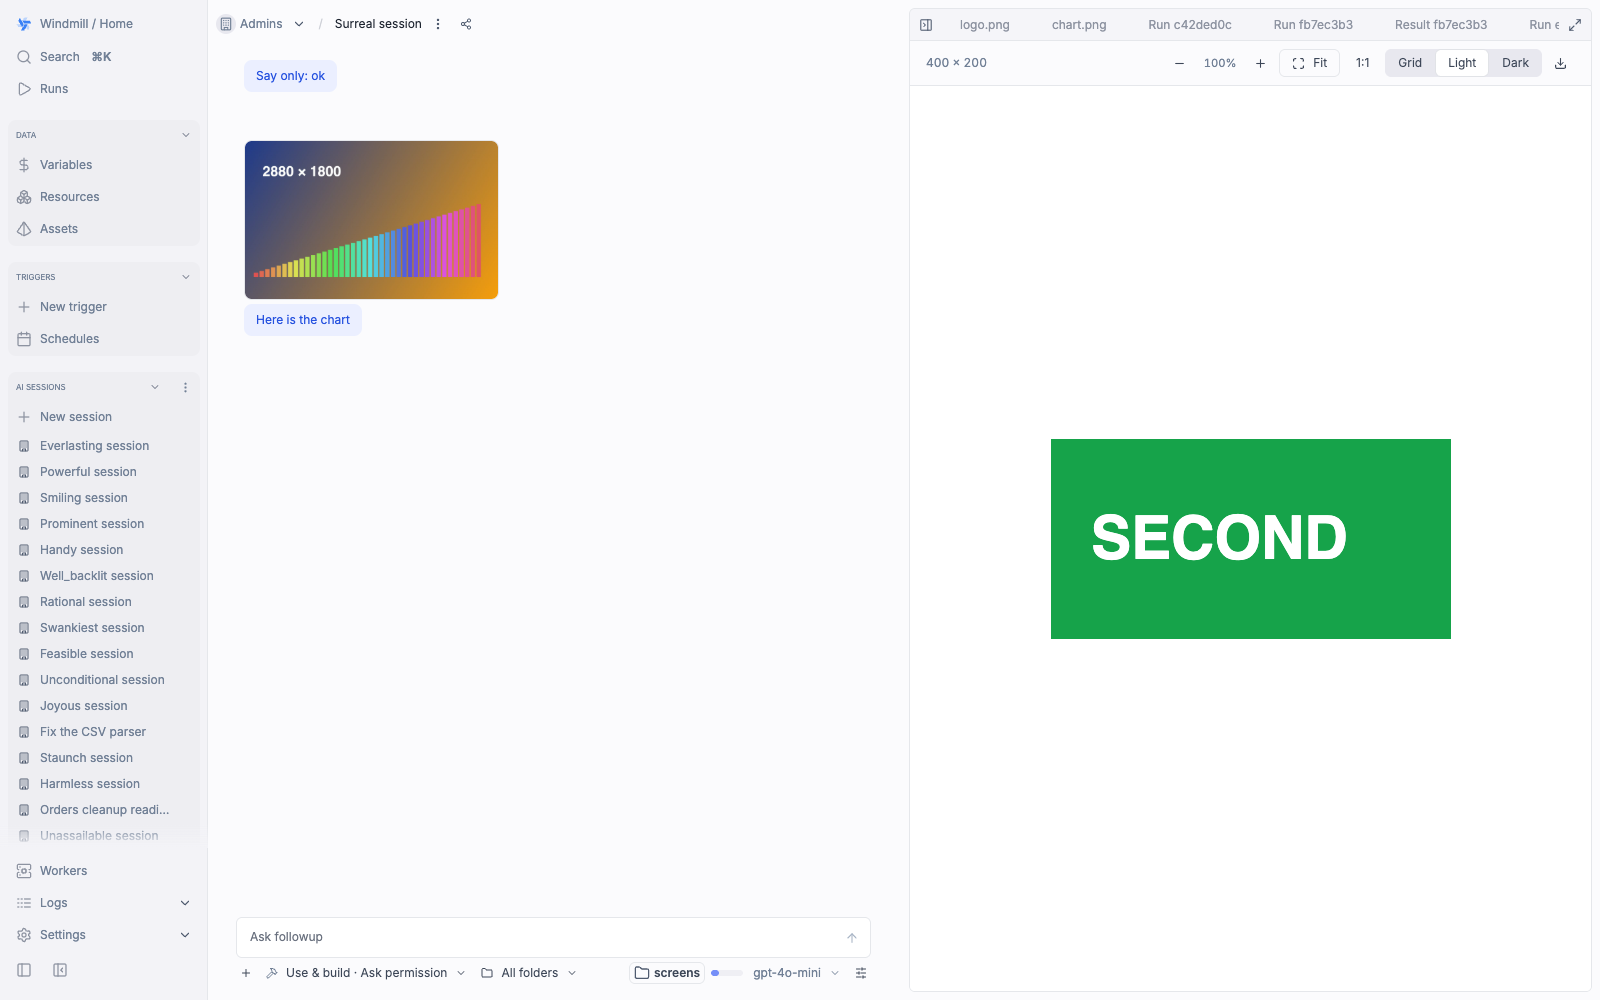 Windmill / Home
Search ⌘K
Runs
DATA
Variables
Resources
Assets
TRIGGERS
New trigger
Schedules
AI SESSIONS
New session
Everlasting session
Powerful session
Smiling session
Prominent session
Handy session
Well_backlit session
Rational session
Swankiest session
Feasible session
Unconditional session
Joyous session
Fix the CSV parser
Staunch session
Harmless session
Orders cleanup readi...
Unassailable session
Workers
Logs
Settings
Admins / Surreal session
Say only: ok
2880 × 1800
Here is the chart
Ask followup
Use & build · Ask permission All folders screens gpt-4o-mini
logo.png chart.png Run c42ded0c Run fb7ec3b3 Result fb7ec3b3 Run e
400 × 200 100% Fit 1:1 Grid Light Dark
SECOND